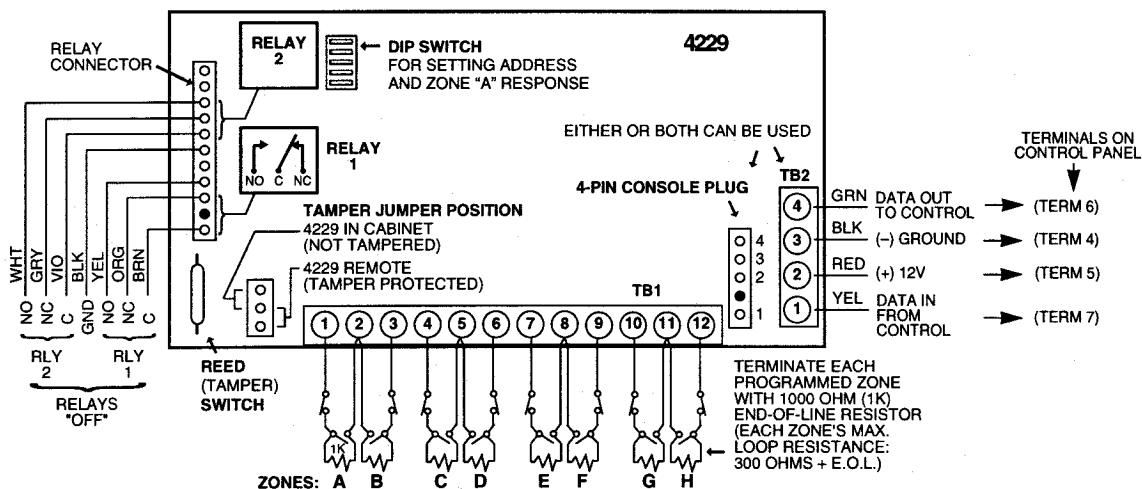 4229
RELAY
CONNECTOR
RELAY
2
DIP SWITCH
FOR SETTING ADDRESS
AND ZONE "A" RESPONSE
RELAY
1
NO C NC
EITHER OR BOTH CAN BE USED
TERMINALS ON
CONTROL PANEL
4-PIN CONSOLE PLUG
TB2
4 GRN DATA OUT
TO CONTROL (TERM 6)
3 BLK (–) GROUND (TERM 4)
2 RED (+) 12V (TERM 5)
1 YEL DATA IN
FROM
CONTROL (TERM 7)
4
3
2
1
TAMPER JUMPER POSITION
4229 IN CABINET
(NOT TAMPERED)
4229 REMOTE
(TAMPER PROTECTED)
TB1
1 2 3 4 5 6 7 8 9 10 11 12
WHT GRY VIO BLK YEL ORG BRN
NO NC C GND NO NC C
RLY
2
RLY
1
RELAYS
"OFF"
REED
(TAMPER)
SWITCH
TERMINATE EACH
PROGRAMMED ZONE
WITH 1000 OHM (1K)
END-OF-LINE RESISTOR
(EACH ZONE'S MAX.
LOOP RESISTANCE:
300 OHMS + E.O.L.)
1K
ZONES: A B C D E F G H